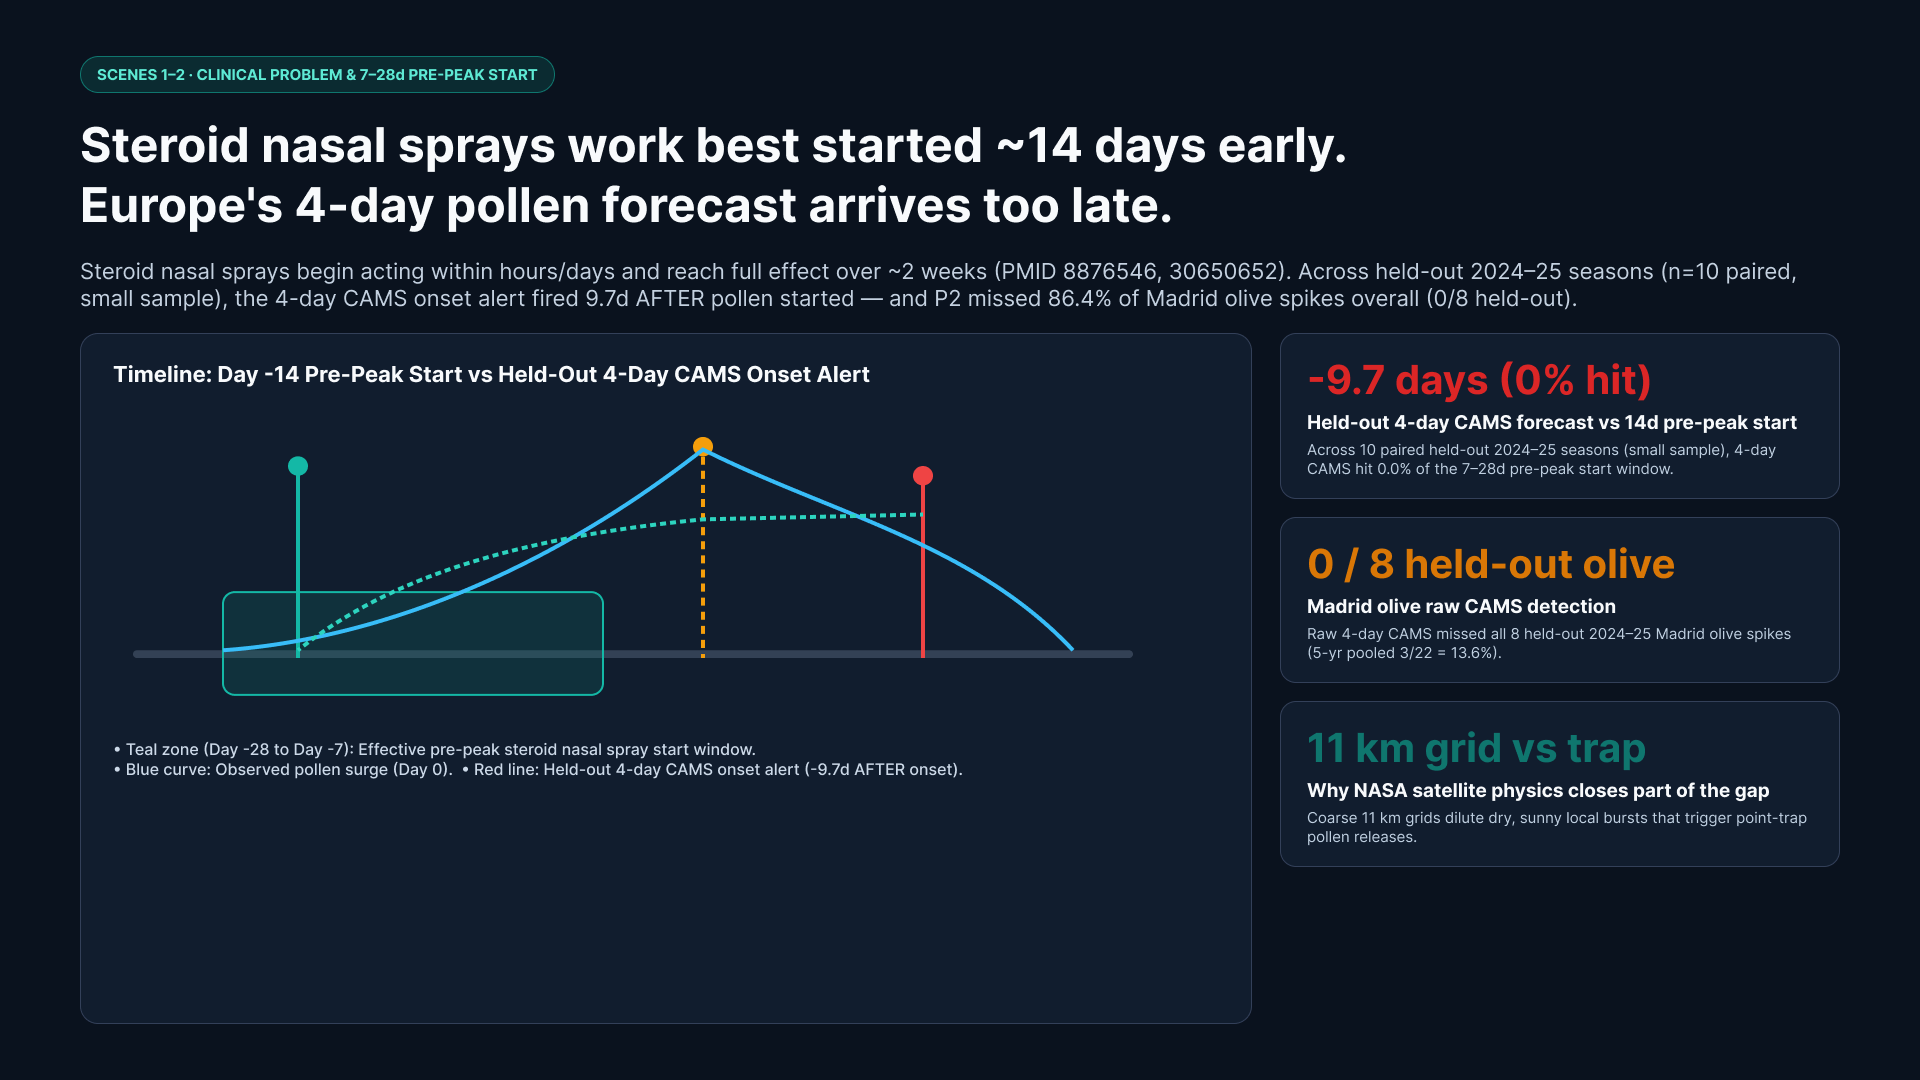 SCENES 1–2 · CLINICAL PROBLEM & 7–28d PRE-PEAK START
Steroid nasal sprays work best started ~14 days early.
Europe's 4-day pollen forecast arrives too late.
Steroid nasal sprays begin acting within hours/days and reach full effect over ~2 weeks (PMID 8876546, 30650652). Across held-out 2024–25 seasons (n=10 paired,
small sample), the 4-day CAMS onset alert fired 9.7d AFTER pollen started — and P2 missed 86.4% of Madrid olive spikes overall (0/8 held-out).
Timeline: Day -14 Pre-Peak Start vs Held-Out 4-Day CAMS Onset Alert
• Teal zone (Day -28 to Day -7): Effective pre-peak steroid nasal spray start window.
• Blue curve: Observed pollen surge (Day 0). • Red line: Held-out 4-day CAMS onset alert (-9.7d AFTER onset).
-9.7 days (0% hit)
Held-out 4-day CAMS forecast vs 14d pre-peak start
Across 10 paired held-out 2024–25 seasons (small sample), 4-day
CAMS hit 0.0% of the 7–28d pre-peak start window.
0 / 8 held-out olive
Madrid olive raw CAMS detection
Raw 4-day CAMS missed all 8 held-out 2024–25 Madrid olive spikes
(5-yr pooled 3/22 = 13.6%).
11 km grid vs trap
Why NASA satellite physics closes part of the gap
Coarse 11 km grids dilute dry, sunny local bursts that trigger point-trap
pollen releases.